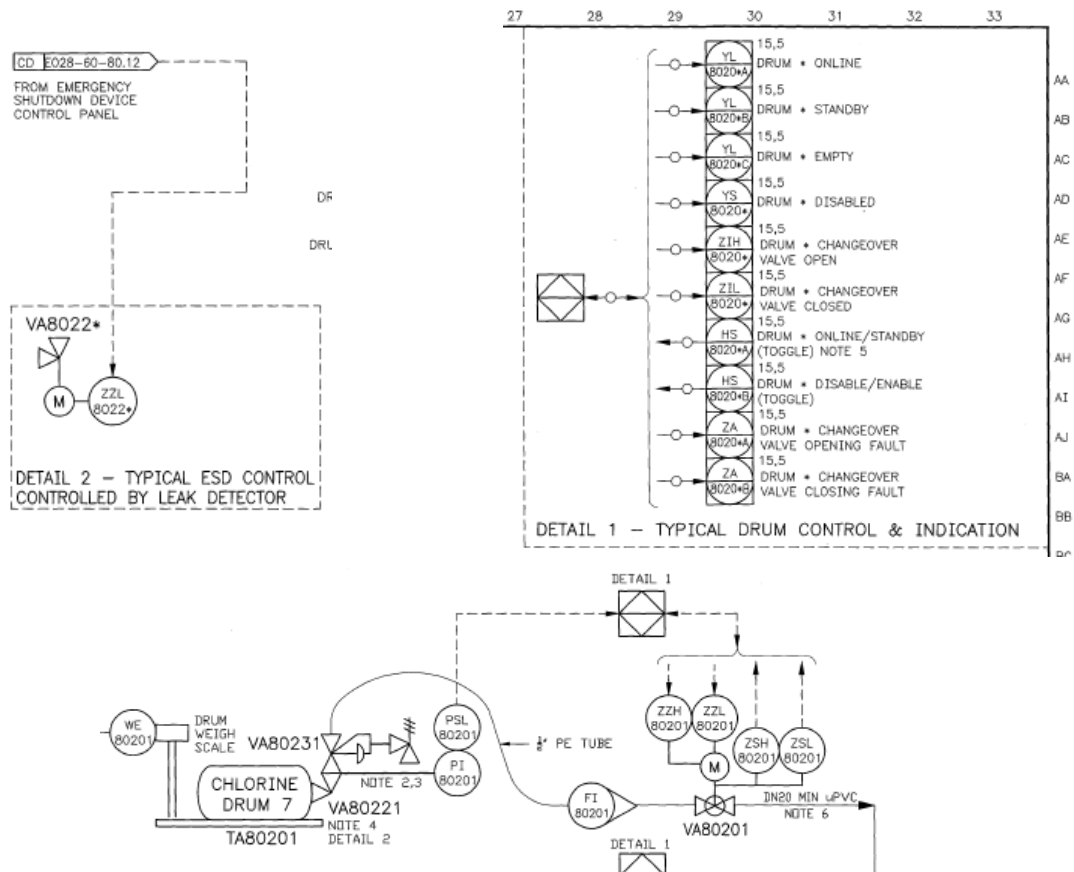 27 28 29 30 31 32 33
CD E028-60-80.12
FROM EMERGENCY
SHUTDOWN DEVICE
CONTROL PANEL
DR
DRL
VA8022*
M
ZZL
8022*
DETAIL 2 - TYPICAL ESD CONTROL
CONTROLLED BY LEAK DETECTOR
15,5
YL
8020*A
DRUM * ONLINE
15,5
YL
8020*B
DRUM * STANDBY
15,5
YL
8020*C
DRUM * EMPTY
15,5
YS
8020*
DRUM * DISABLED
15,5
ZIH
8020*
DRUM * CHANGEOVER
VALVE OPEN
15,5
ZIL
8020*
DRUM * CHANGEOVER
VALVE CLOSED
15,5
HS
8020*A
DRUM * ONLINE/STANDBY
(TOGGLE) NOTE 5
15,5
HS
8020*B
DRUM * DISABLE/ENABLE
(TOGGLE)
15,5
ZA
8020*A
DRUM * CHANGEOVER
VALVE OPENING FAULT
15,5
ZA
8020*B
DRUM * CHANGEOVER
VALVE CLOSING FAULT
DETAIL 1 - TYPICAL DRUM CONTROL & INDICATION
AA
AB
AC
AD
AE
AF
AG
AH
AI
AJ
BA
BB
BC
DETAIL 1
WE
80201
DRUM
WEIGH
SCALE
VA80231
CHLORINE
DRUM 7
TA80201
VA80221
NOTE 4
DETAIL 2
NOTE 2,3
PSL
80201
PI
80201
½" PE TUBE
FI
80201
ZZH
80201
ZZL
80201
ZSH
80201
ZSL
80201
M
VA80201
DN20 MIN uPVC
NOTE 6
DETAIL 1